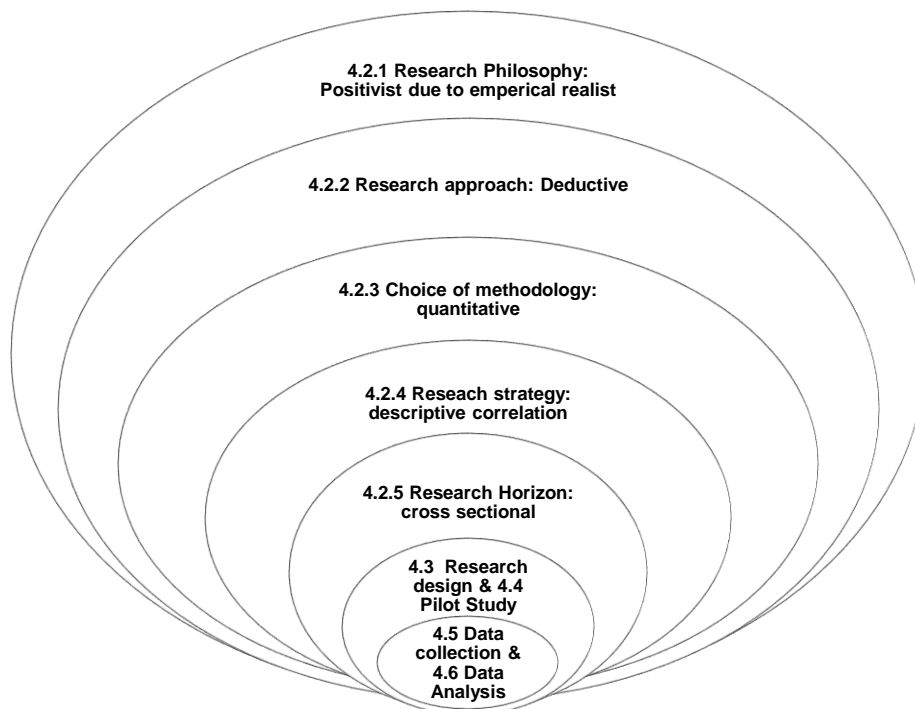 4.2.1 Research Philosophy:
Positivist due to emperical realist
4.2.2 Research approach: Deductive
4.2.3 Choice of methodology:
quantitative
4.2.4 Reseach strategy:
descriptive correlation
4.2.5 Research Horizon:
cross sectional
4.3 Research
design & 4.4
Pilot Study
4.5 Data
collection &
4.6 Data
Analysis